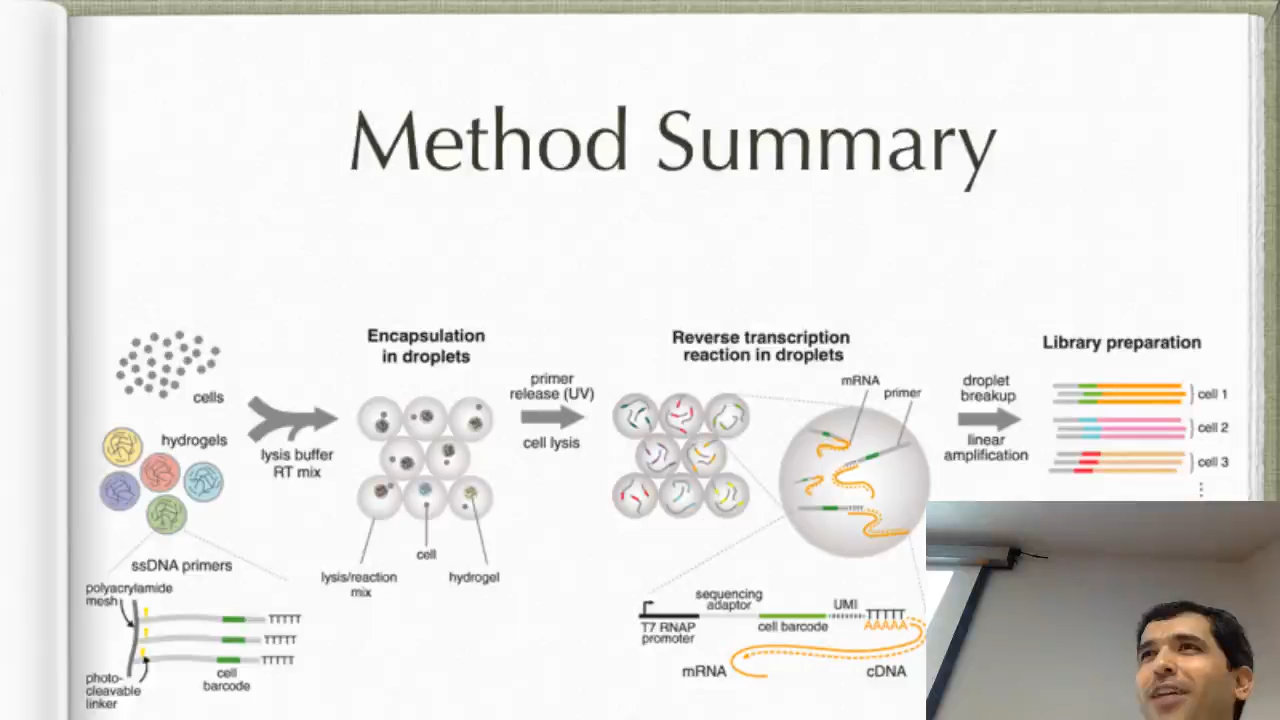 Method Summary
cells
hydrogels
lysis buffer
RT mix
ssDNA primers
polyacrylamide
mesh
TTTTT
TTTTT
TTTTT
photo-
cleavable
linker
cell
barcode
Encapsulation
in droplets
lysis/reaction
mix
cell
hydrogel
primer
release (UV)
cell lysis
Reverse transcription
reaction in droplets
mRNA
primer
TTTT
sequencing
adaptor
UMI
TTTTT
AAAAA
T7 RNAP
promoter
cell barcode
mRNA
cDNA
droplet
breakup
linear
amplification
Library preparation
cell 1
cell 2
cell 3